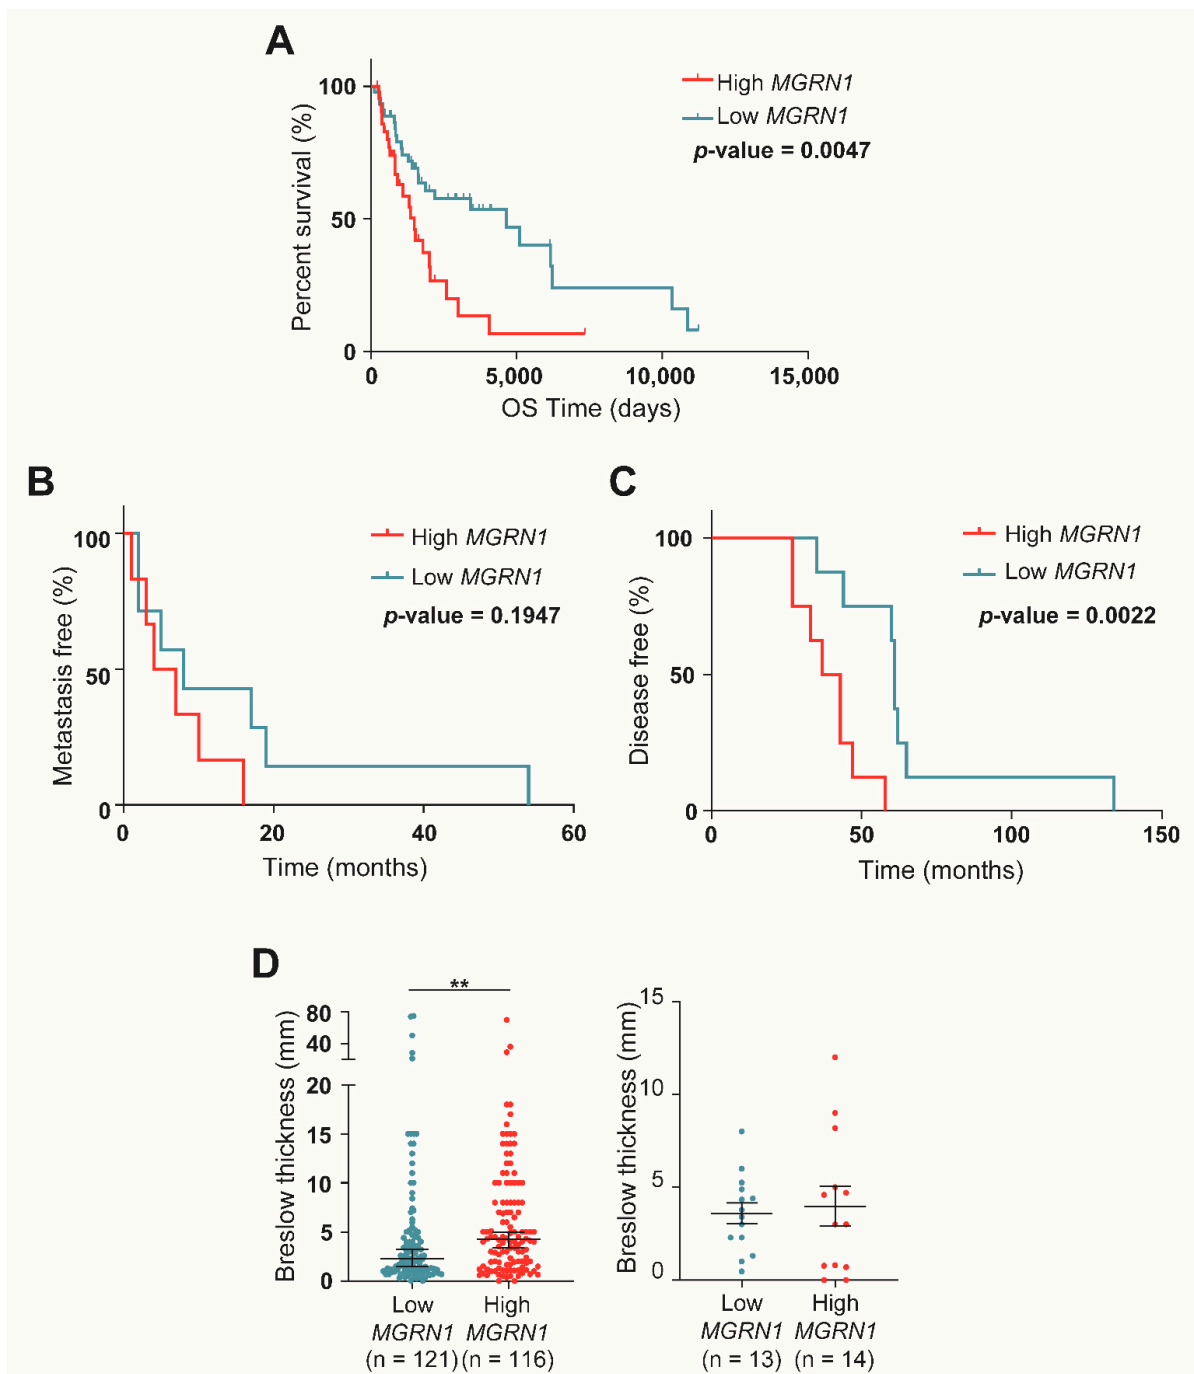 A
High MGRN1
Low MGRN1
p-value = 0.0047
Percent survival (%)
100
50
0
0 5,000 10,000 15,000
OS Time (days)
B
High MGRN1
Low MGRN1
p-value = 0.1947
Metastasis free (%)
100
50
0
0 20 40 60
Time (months)
C
High MGRN1
Low MGRN1
p-value = 0.0022
Disease free (%)
100
50
0
0 50 100 150
Time (months)
D
**
Breslow thickness (mm)
80
40
20
15
10
5
0
Low MGRN1 (n = 121)
High MGRN1 (n = 116)
Breslow thickness (mm)
15
10
5
0
Low MGRN1 (n = 13)
High MGRN1 (n = 14)